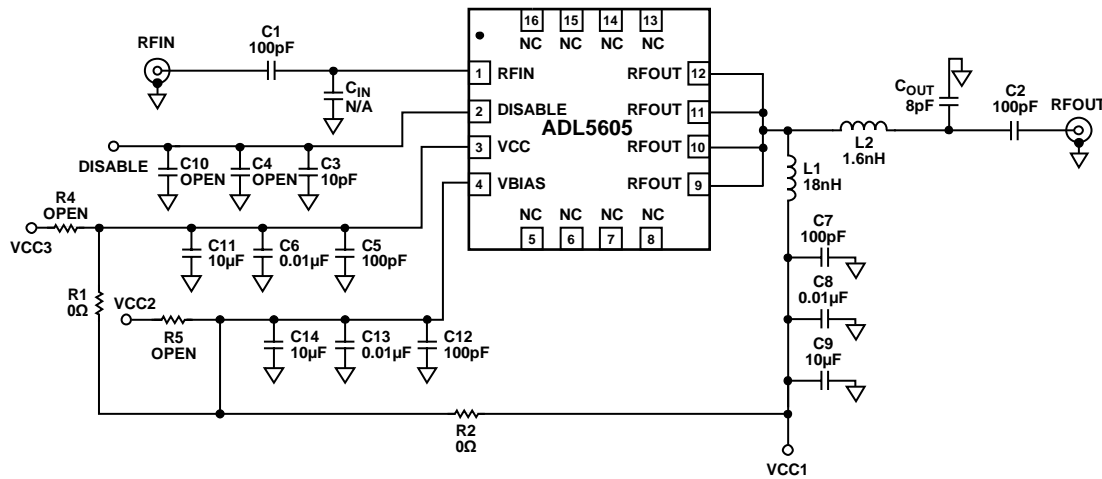 16 15 14 13
NC NC NC NC
RFIN
C1
100pF
1 RFIN
RFOUT 12
C_IN
N/A
2 DISABLE
RFOUT 11
ADL5605
3 VCC
RFOUT 10
4 VBIAS
RFOUT 9
NC NC NC NC
5 6 7 8
C_OUT
8pF
C2
100pF
RFOUT
L2
1.6nH
L1
18nH
DISABLE
C10
OPEN
C4
OPEN
C3
10pF
R4
OPEN
VCC3
C11
10µF
C6
0.01µF
C5
100pF
C7
100pF
R1
0Ω
VCC2
R5
OPEN
C14
10µF
C13
0.01µF
C12
100pF
C8
0.01µF
C9
10µF
R2
0Ω
VCC1